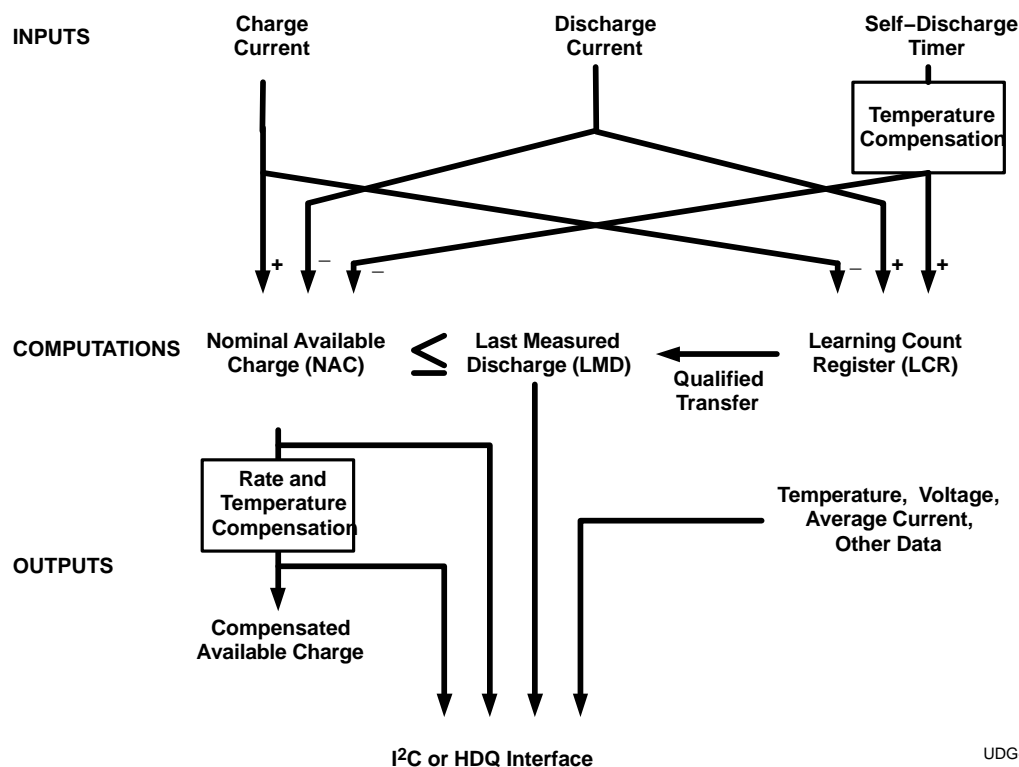 INPUTS
Charge
Current
Discharge
Current
Self−Discharge
Timer
Temperature
Compensation
+
−
−
−
+
+
COMPUTATIONS
Nominal Available
Charge (NAC)
≤
Last Measured
Discharge (LMD)
Qualified
Transfer
Learning Count
Register (LCR)
Rate and
Temperature
Compensation
Temperature, Voltage,
Average Current,
Other Data
OUTPUTS
Compensated
Available Charge
I²C or HDQ Interface
UDG